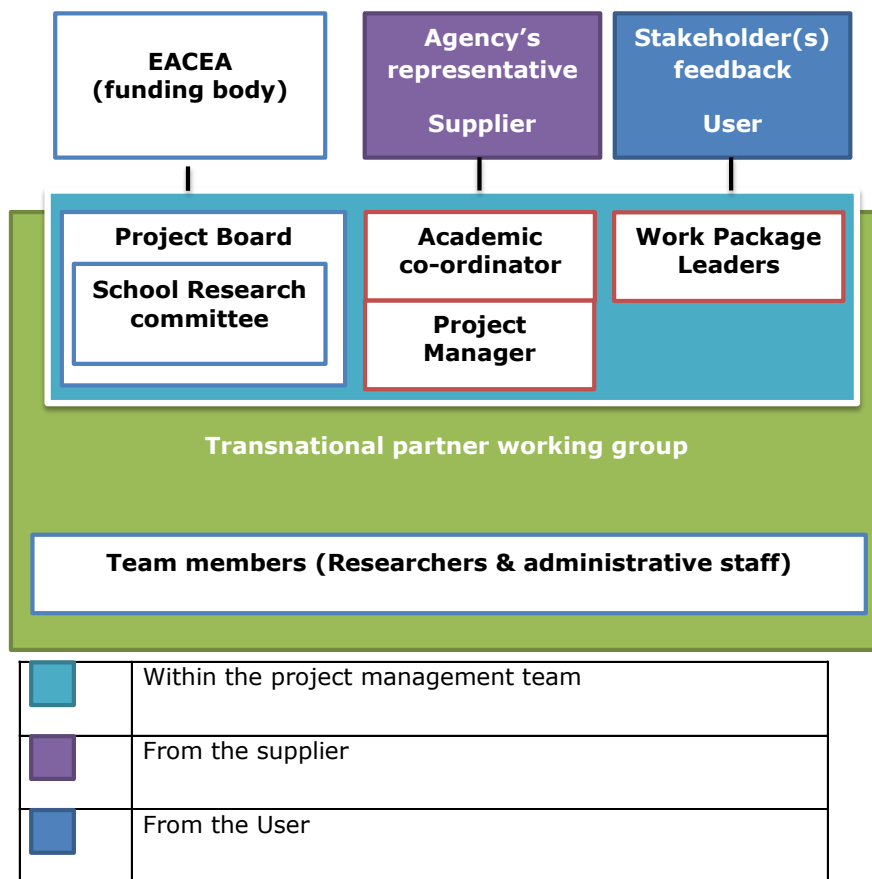 EACEA
(funding body)
Agency’s
representative
Supplier
Stakeholder(s)
feedback
User
Project Board
School Research
committee
Academic
co-ordinator
Project
Manager
Work Package
Leaders
Transnational partner working group
Team members (Researchers & administrative staff)
Within the project management team
From the supplier
From the User